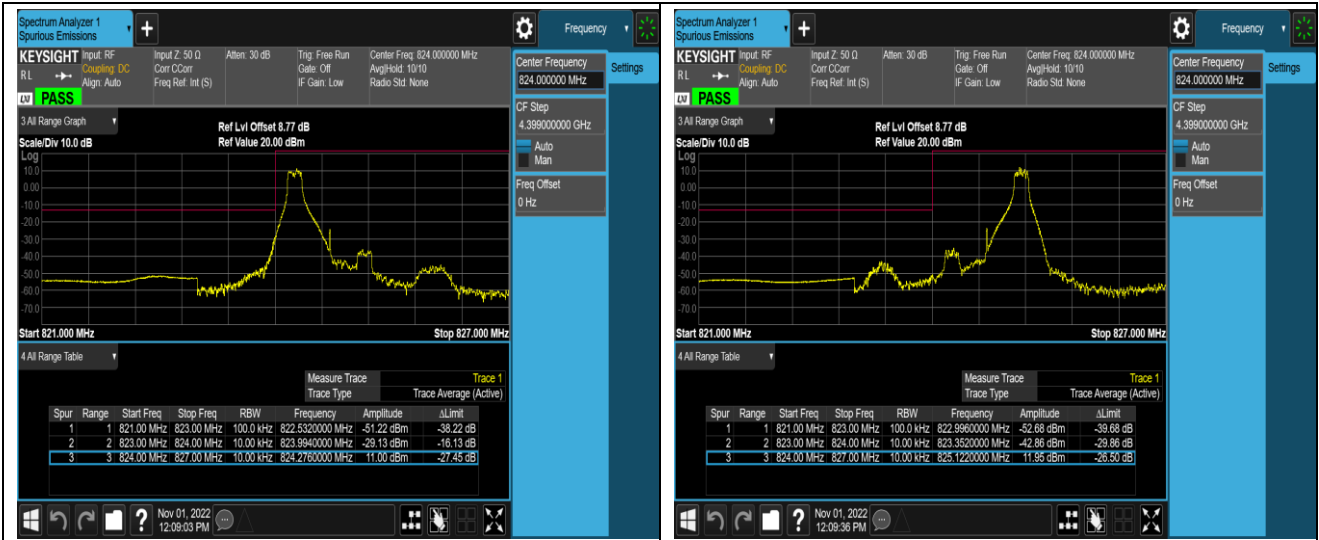 Spectrum Analyzer 1
Spurious Emissions
+
Frequency
KEYSIGHT
Input: RF
Input Z: 50 Ω
Atten: 30 dB
Trig: Free Run
Center Freq: 824.000000 MHz
R L
Coupling: DC
Corr CCorr
Gate: Off
Avg|Hold: 10/10
Align: Auto
Freq Ref: Int (S)
IF Gain: Low
Radio Std: None
LXI PASS
Center Frequency
824.000000 MHz
Settings
CF Step
4.399000000 GHz
Auto
Man
Freq Offset
0 Hz
3 All Range Graph
Ref Lvl Offset 8.77 dB
Scale/Div 10.0 dB
Ref Value 20.00 dBm
Log
10.0
0.00
-10.0
-20.0
-30.0
-40.0
-50.0
-60.0
-70.0
Start 821.000 MHz
Stop 827.000 MHz
4 All Range Table
Measure Trace Trace 1
Trace Type Trace Average (Active)
Spur Range Start Freq Stop Freq RBW Frequency Amplitude ΔLimit
1 1 821.00 MHz 823.00 MHz 100.0 kHz 822.5320000 MHz -51.22 dBm -38.22 dB
2 2 823.00 MHz 824.00 MHz 10.00 kHz 823.9940000 MHz -29.13 dBm -16.13 dB
3 3 824.00 MHz 827.00 MHz 10.00 kHz 824.2760000 MHz 11.00 dBm -27.45 dB
?
Nov 01, 2022
12:09:03 PM
Spectrum Analyzer 1
Spurious Emissions
+
Frequency
KEYSIGHT
Input: RF
Input Z: 50 Ω
Atten: 30 dB
Trig: Free Run
Center Freq: 824.000000 MHz
R L
Coupling: DC
Corr CCorr
Gate: Off
Avg|Hold: 10/10
Align: Auto
Freq Ref: Int (S)
IF Gain: Low
Radio Std: None
LXI PASS
Center Frequency
824.000000 MHz
Settings
CF Step
4.399000000 GHz
Auto
Man
Freq Offset
0 Hz
3 All Range Graph
Ref Lvl Offset 8.77 dB
Scale/Div 10.0 dB
Ref Value 20.00 dBm
Log
10.0
0.00
-10.0
-20.0
-30.0
-40.0
-50.0
-60.0
-70.0
Start 821.000 MHz
Stop 827.000 MHz
4 All Range Table
Measure Trace Trace 1
Trace Type Trace Average (Active)
Spur Range Start Freq Stop Freq RBW Frequency Amplitude ΔLimit
1 1 821.00 MHz 823.00 MHz 100.0 kHz 822.9960000 MHz -52.68 dBm -39.68 dB
2 2 823.00 MHz 824.00 MHz 10.00 kHz 823.3520000 MHz -42.86 dBm -29.86 dB
3 3 824.00 MHz 827.00 MHz 10.00 kHz 825.1220000 MHz 11.95 dBm -26.50 dB
?
Nov 01, 2022
12:09:36 PM